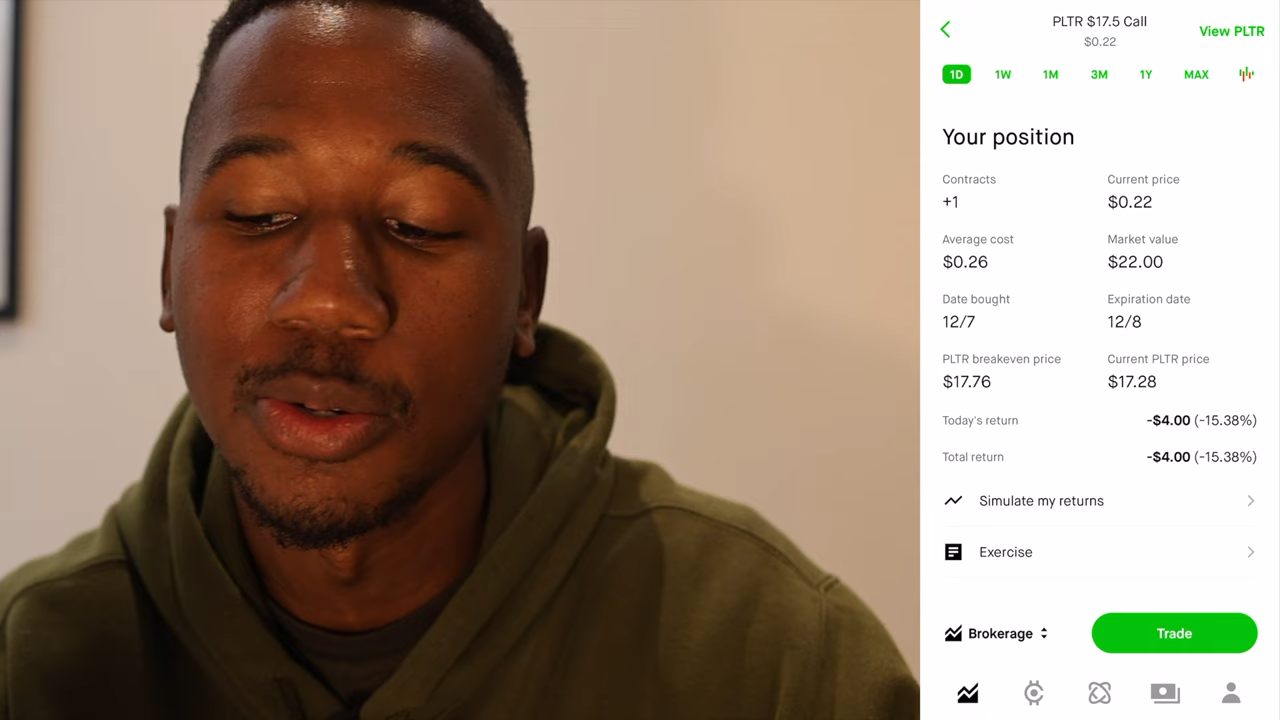 PLTR $17.5 Call
$0.22
View PLTR
1D 1W 1M 3M 1Y MAX
Your position
Contracts Current price
+1 $0.22
Average cost Market value
$0.26 $22.00
Date bought Expiration date
12/7 12/8
PLTR breakeven price Current PLTR price
$17.76 $17.28
Today's return -$4.00 (-15.38%)
Total return -$4.00 (-15.38%)
Simulate my returns
Exercise
Brokerage Trade